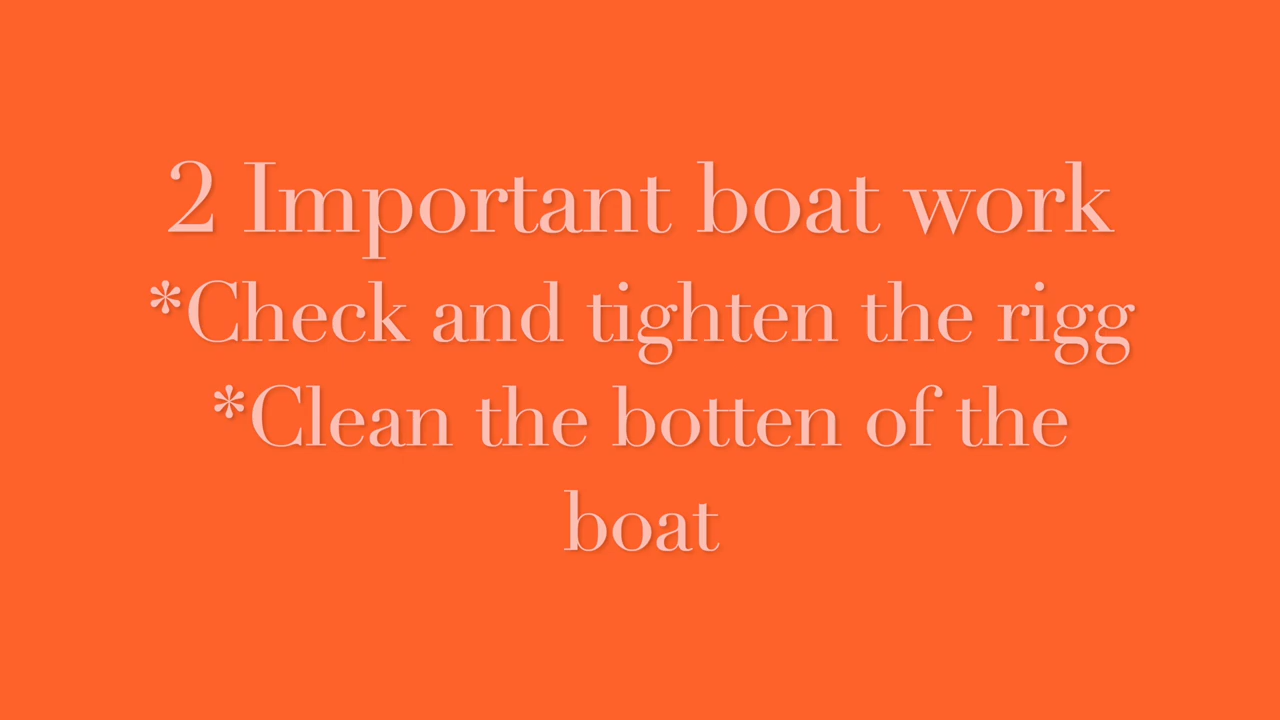 2 Important boat work
*Check and tighten the rigg
*Clean the botten of the
boat